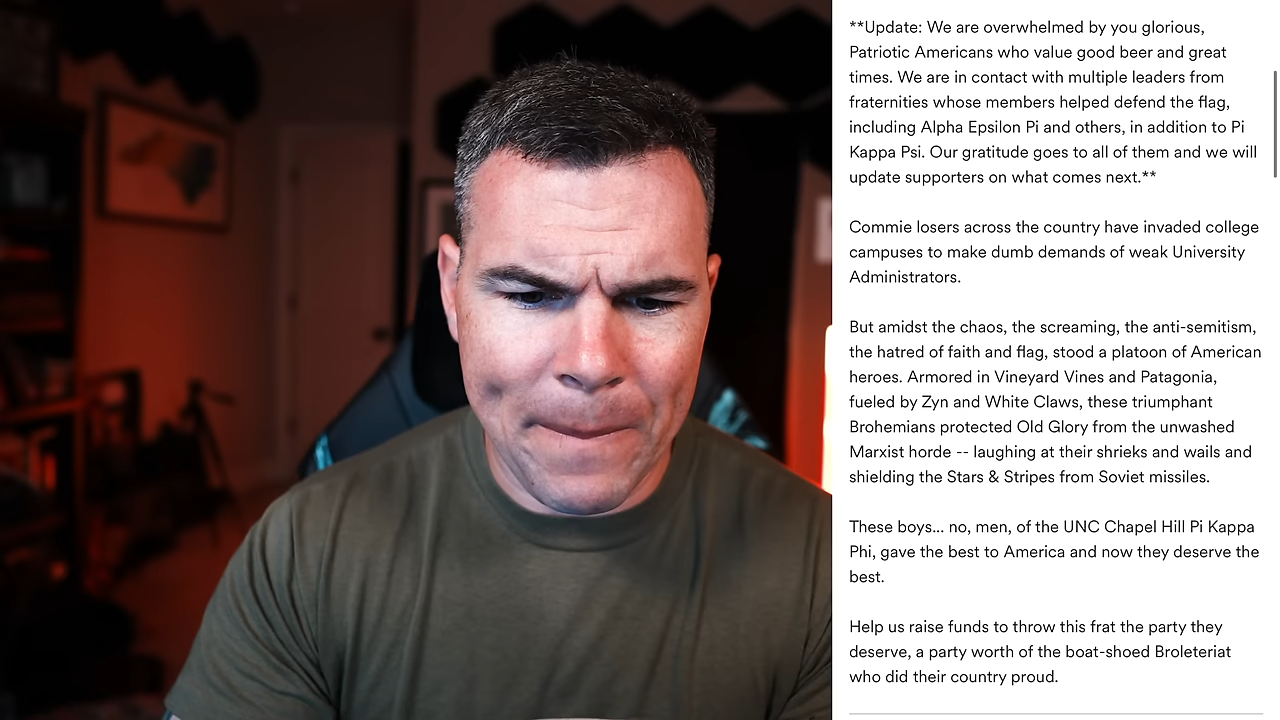 **Update: We are overwhelmed by you glorious,
Patriotic Americans who value good beer and great
times. We are in contact with multiple leaders from
fraternities whose members helped defend the flag,
including Alpha Epsilon Pi and others, in addition to Pi
Kappa Psi. Our gratitude goes to all of them and we will
update supporters on what comes next.**
Commie losers across the country have invaded college
campuses to make dumb demands of weak University
Administrators.
But amidst the chaos, the screaming, the anti-semitism,
the hatred of faith and flag, stood a platoon of American
heroes. Armored in Vineyard Vines and Patagonia,
fueled by Zyn and White Claws, these triumphant
Brohemians protected Old Glory from the unwashed
Marxist horde -- laughing at their shrieks and wails and
shielding the Stars & Stripes from Soviet missiles.
These boys... no, men, of the UNC Chapel Hill Pi Kappa
Phi, gave the best to America and now they deserve the
best.
Help us raise funds to throw this frat the party they
deserve, a party worth of the boat-shoed Broleteriat
who did their country proud.